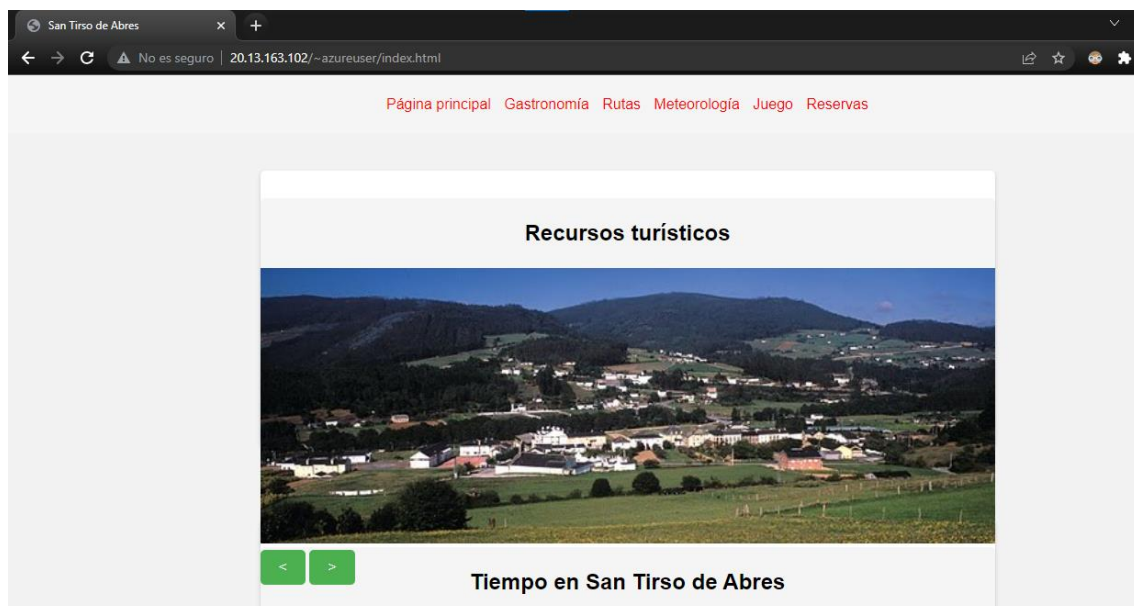 San Tirso de Abres
No es seguro 20.13.163.102/~azureuser/index.html
Página principal Gastronomía Rutas Meteorología Juego Reservas
Recursos turísticos
< >
Tiempo en San Tirso de Abres